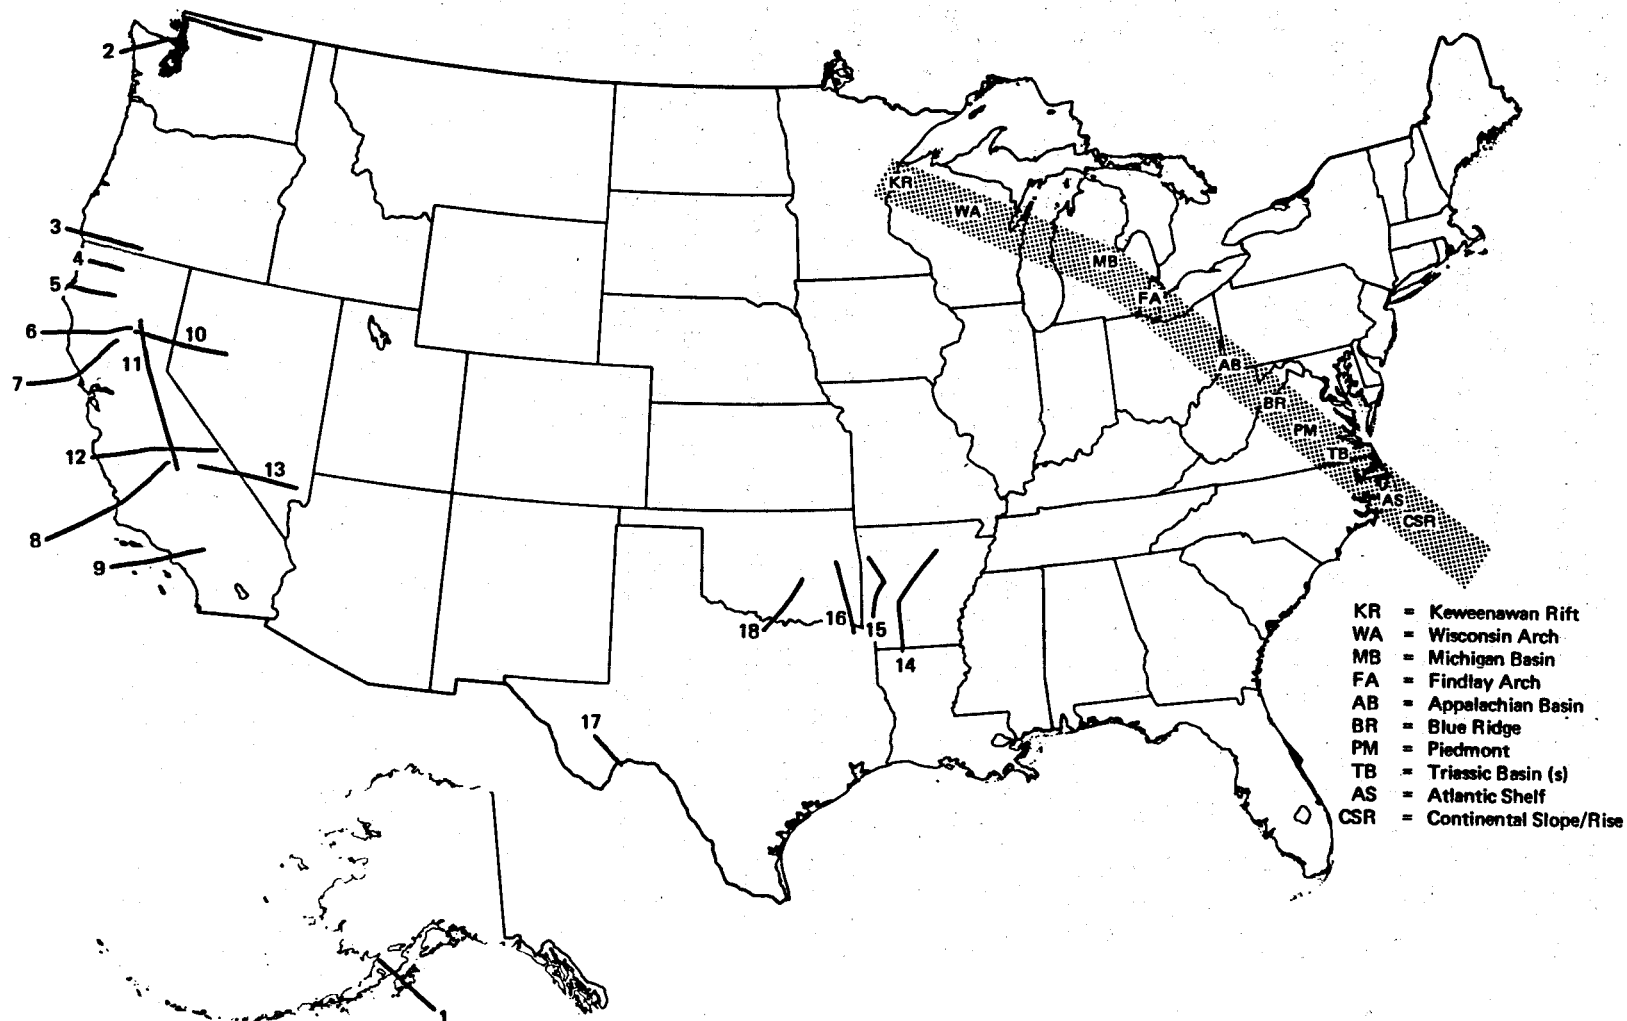 2
KR
WA
3
4
MB
5
FA
6
10
11
AB
7
BR
PM
12
13
TB
AS
CSR
8
9
16
15
18
14
17
1
KR = Keweenawan Rift
WA = Wisconsin Arch
MB = Michigan Basin
FA = Findlay Arch
AB = Appalachian Basin
BR = Blue Ridge
PM = Piedmont
TB = Triassic Basin (s)
AS = Atlantic Shelf
CSR = Continental Slope/Rise